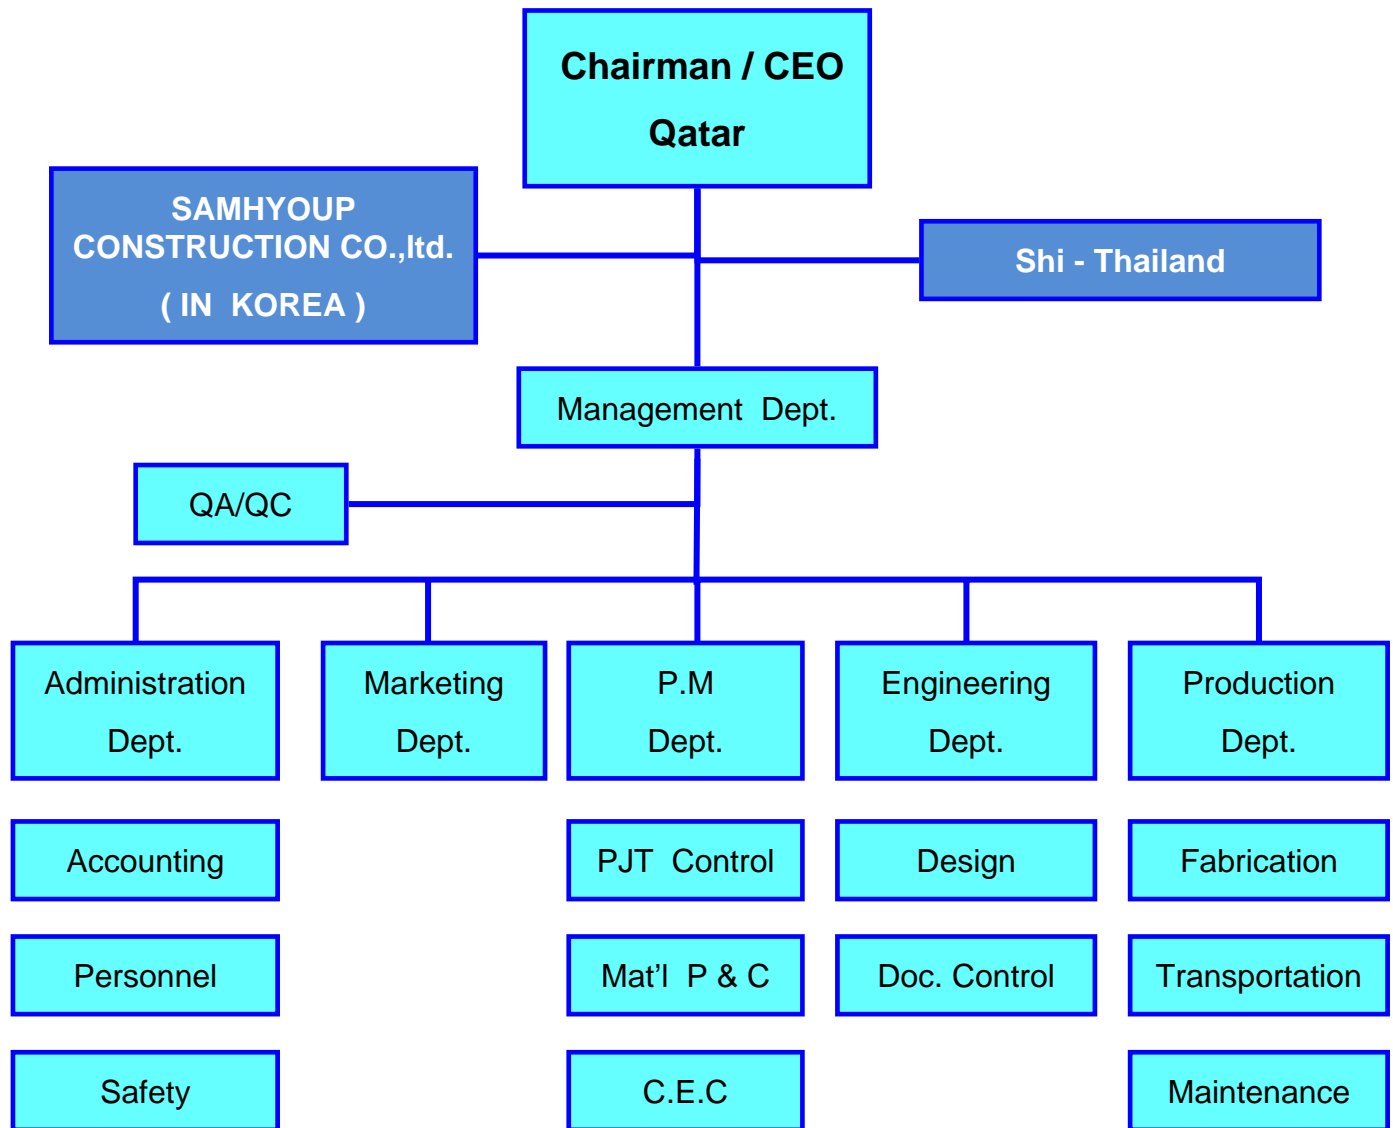 Chairman / CEO
Qatar
SAMHYOUP
CONSTRUCTION CO.,ltd.
( IN KOREA )
Shi - Thailand
Management Dept.
QA/QC
Administration
Dept.
Marketing
Dept.
P.M
Dept.
Engineering
Dept.
Production
Dept.
Accounting
PJT Control
Design
Fabrication
Personnel
Mat’l P & C
Doc. Control
Transportation
Safety
C.E.C
Maintenance